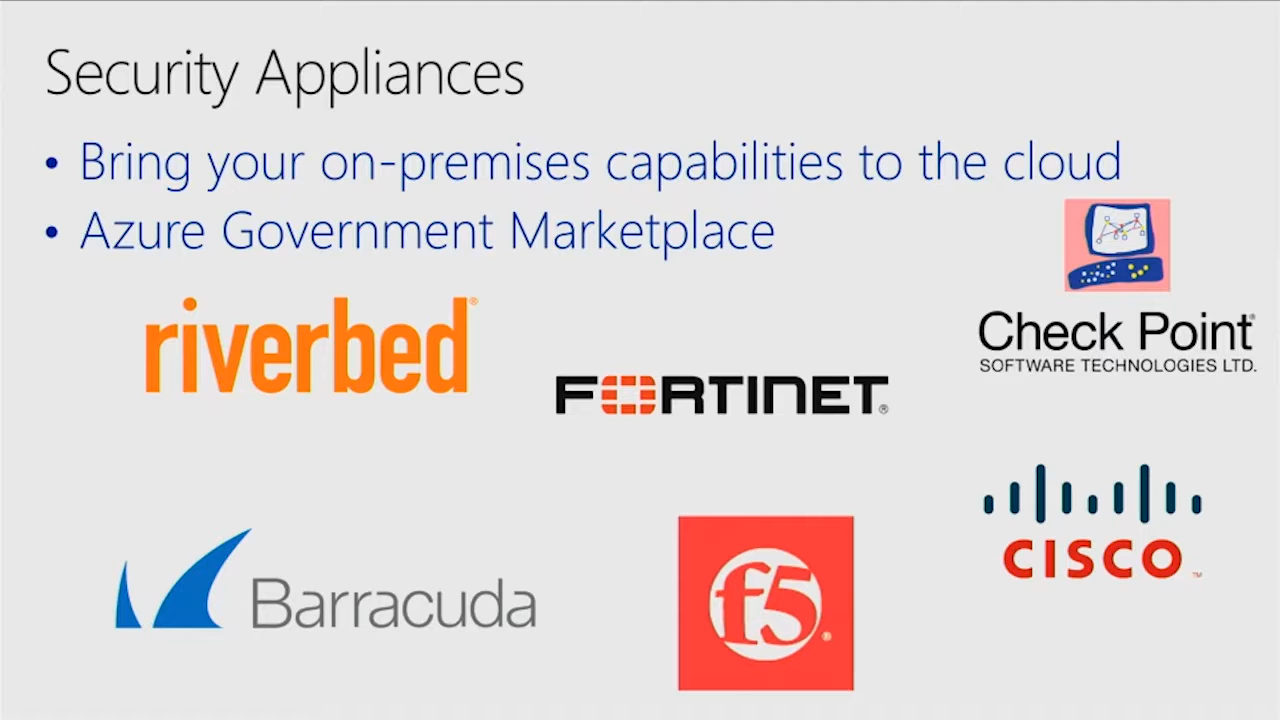 Security Appliances
• Bring your on-premises capabilities to the cloud
• Azure Government Marketplace
riverbed®
FORTINET®
Check Point®
SOFTWARE TECHNOLOGIES LTD.
CISCO™
Barracuda
f5®